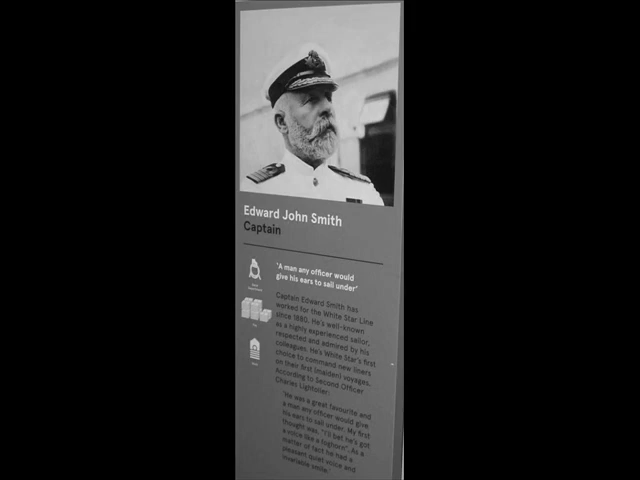 Edward John Smith
Captain
'A man any officer would
give his ears to sail under'
Captain Edward Smith has
worked for the White Star Line
since 1880. He's well-known
as a highly experienced sailor,
respected and admired by his
colleagues. He's White Star's first
choice to command new liners
on their first (maiden) voyages.
According to Second Officer
Charles Lightoller:
'He was a great favourite and
a man any officer would give
his ears to sail under. My first
thought was, "I'll bet he's got
a voice like a foghorn". As a
matter of fact he had a
pleasant quiet voice and
invariable smile.'